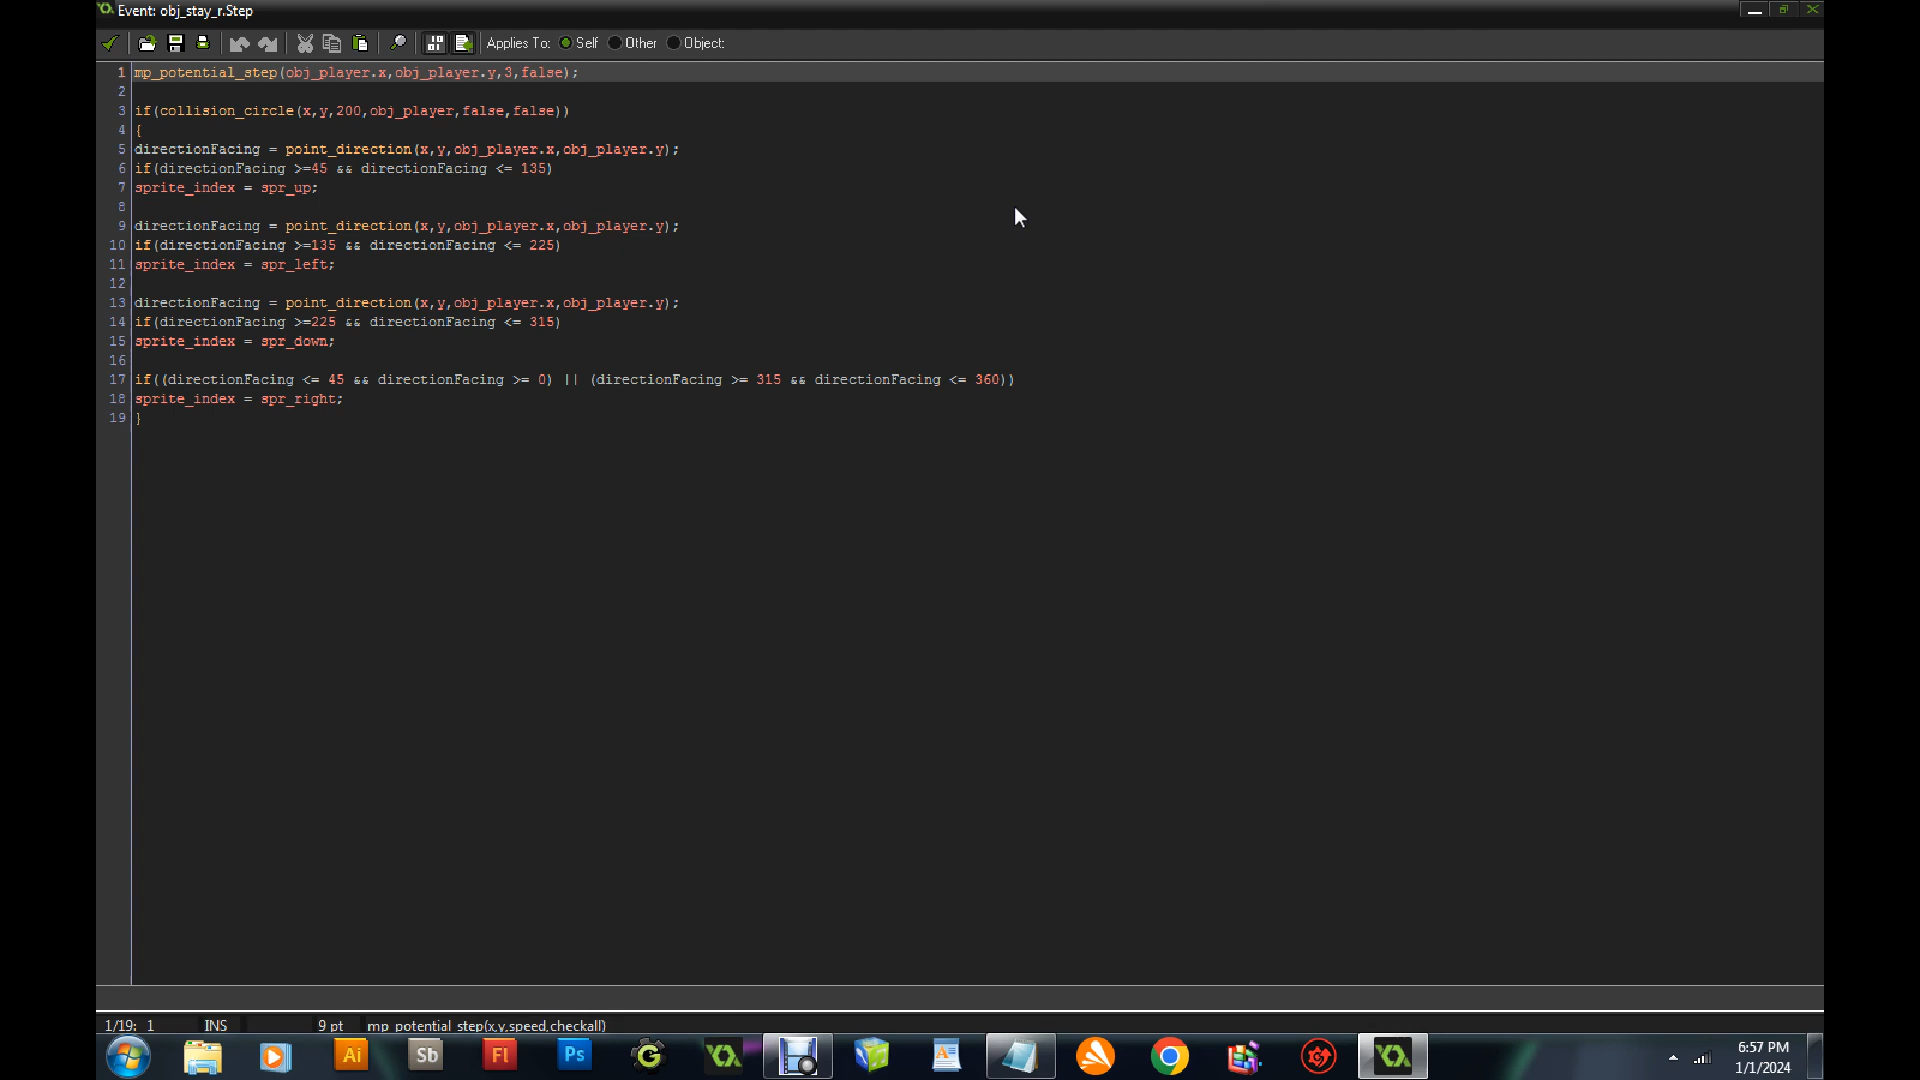 Event: obj_stay_r.Step
Applies To: Self Other Object:
1 mp_potential_step(obj_player.x,obj_player.y,3,false);
2
3 if(collision_circle(x,y,200,obj_player,false,false))
4 {
5 directionFacing = point_direction(x,y,obj_player.x,obj_player.y);
6 if(directionFacing >=45 && directionFacing <= 135)
7 sprite_index = spr_up;
8
9 directionFacing = point_direction(x,y,obj_player.x,obj_player.y);
10 if(directionFacing >=135 && directionFacing <= 225)
11 sprite_index = spr_left;
12
13 directionFacing = point_direction(x,y,obj_player.x,obj_player.y);
14 if(directionFacing >=225 && directionFacing <= 315)
15 sprite_index = spr_down;
16
17 if((directionFacing <= 45 && directionFacing >= 0) || (directionFacing >= 315 && directionFacing <= 360))
18 sprite_index = spr_right;
19 }
1/19: 1 INS 9 pt mp_potential_step(x,y,speed,checkall)
Ai Sb Fl Ps
6:57 PM
1/1/2024